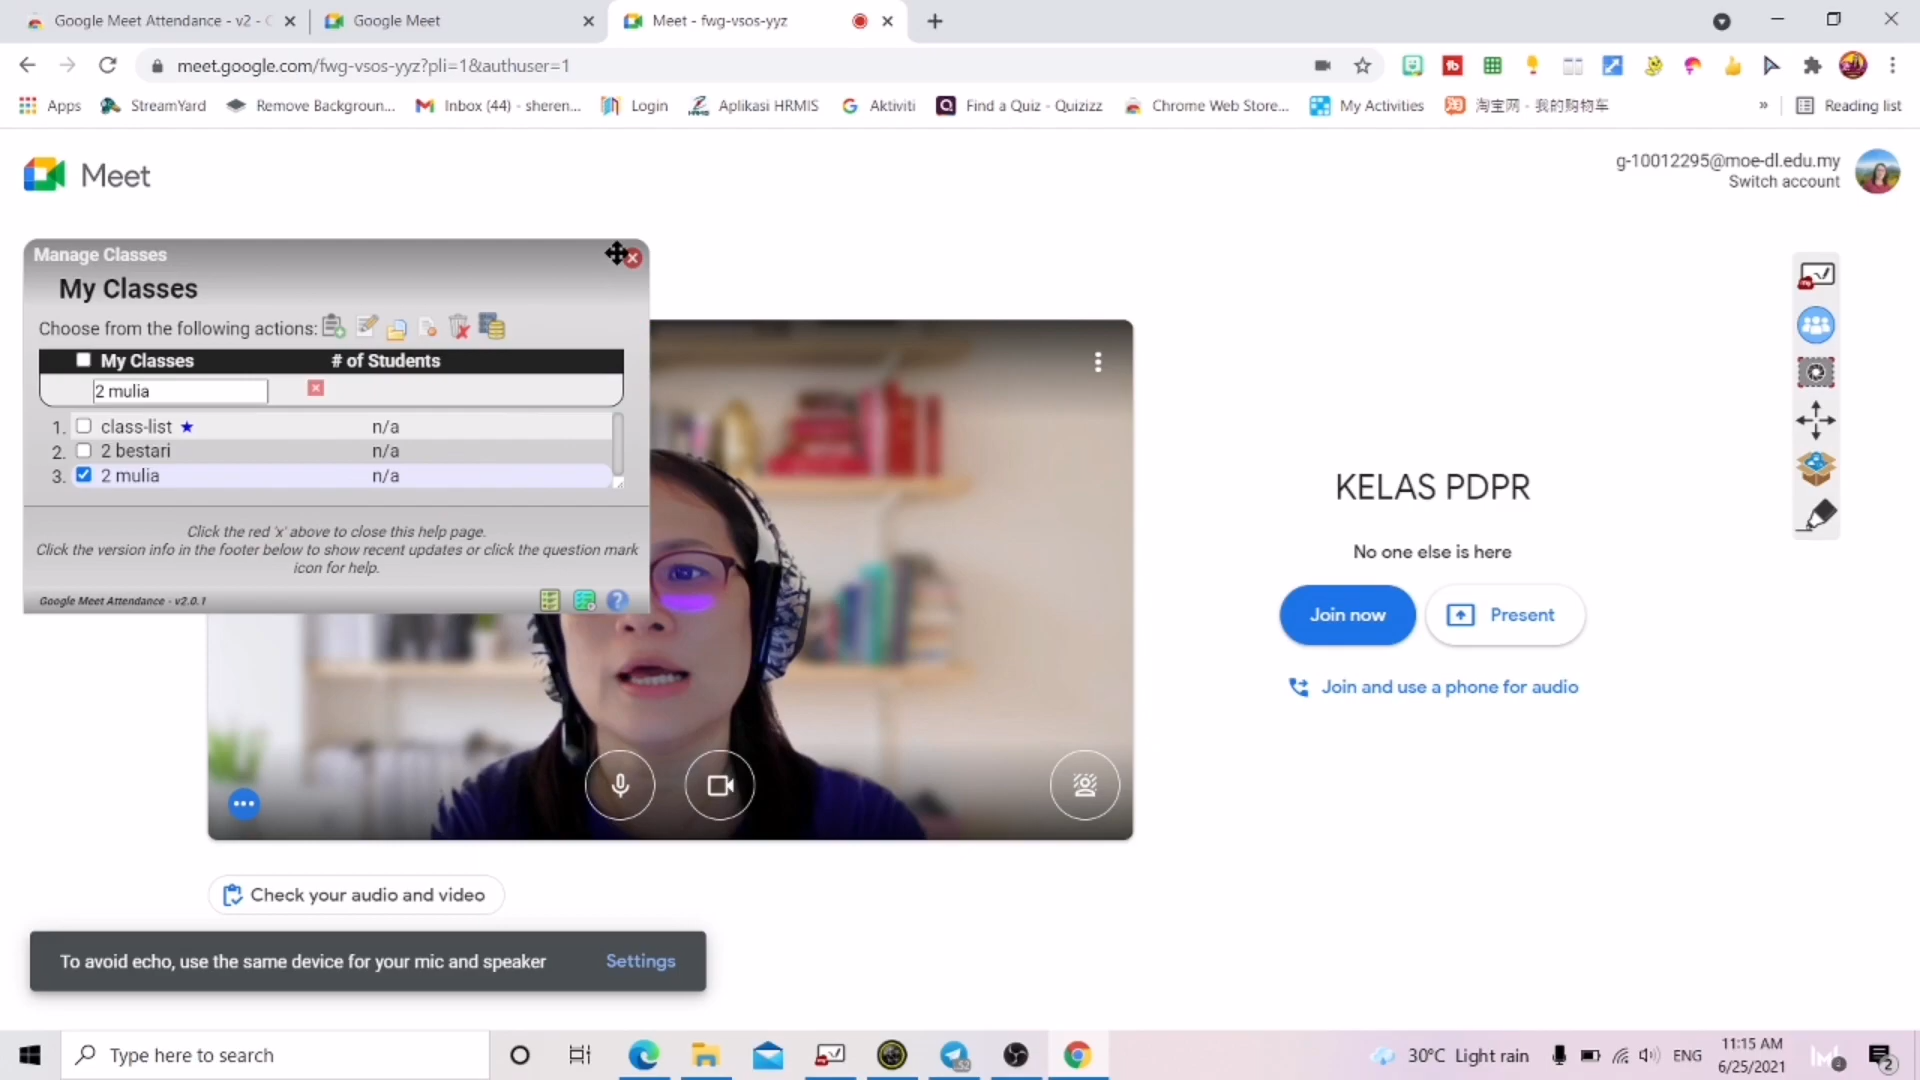 Google Meet Attendance - v2 - C
Google Meet
Meet - fwg-vsos-yyz
meet.google.com/fwg-vsos-yyz?pli=1&authuser=1
Apps
StreamYard
Remove Backgroun...
Inbox (44) - sheren...
Login
Aplikasi HRMIS
Aktiviti
Find a Quiz - Quizizz
Chrome Web Store...
My Activities
淘宝网 - 我的购物车
»
Reading list
Meet
g-10012295@moe-dl.edu.my
Switch account
Manage Classes
My Classes
Choose from the following actions:
My Classes # of Students
2 mulia
1. class-list ★ n/a
2. 2 bestari n/a
3. 2 mulia n/a
Click the red 'x' above to close this help page.
Click the version info in the footer below to show recent updates or click the question mark
icon for help.
Google Meet Attendance - v2.0.1
KELAS PDPR
No one else is here
Join now
Present
Join and use a phone for audio
Check your audio and video
To avoid echo, use the same device for your mic and speaker Settings
Type here to search
30°C Light rain
ENG
11:15 AM
6/25/2021
2